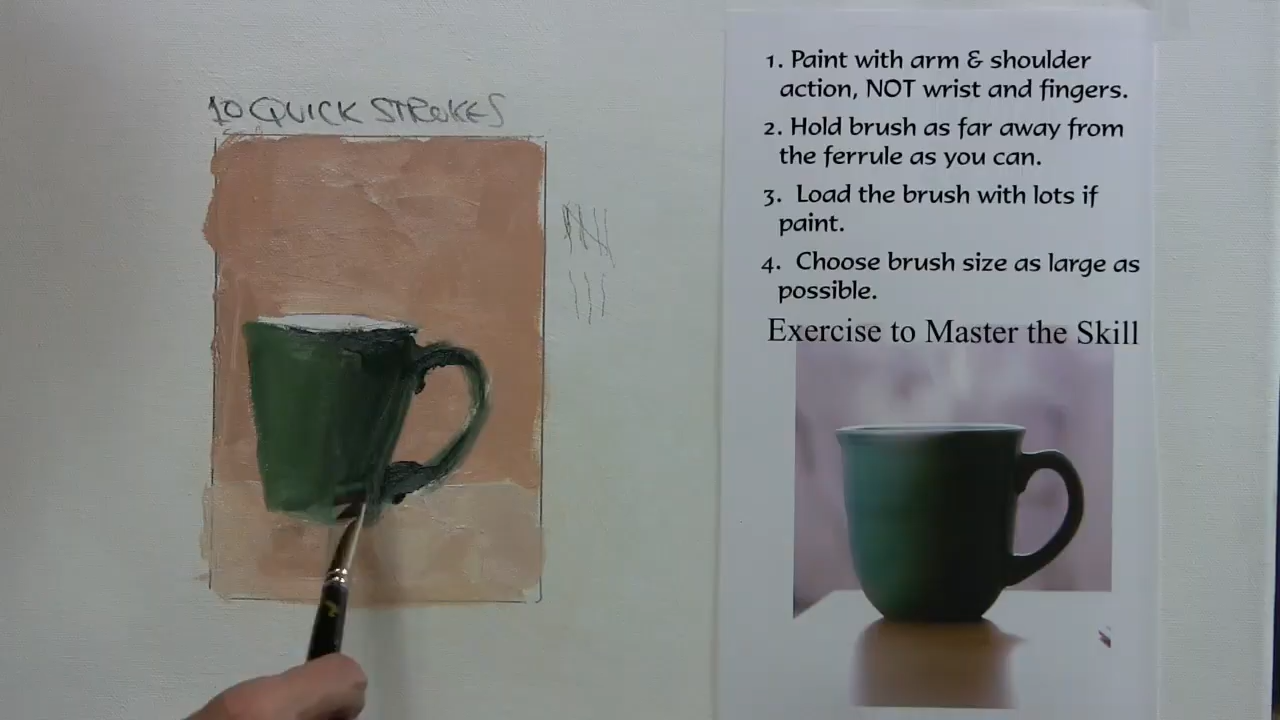 10 QUICK STROKES
1. Paint with arm & shoulder
action, NOT wrist and fingers.
2. Hold brush as far away from
the ferrule as you can.
3. Load the brush with lots if
paint.
4. Choose brush size as large as
possible.
Exercise to Master the Skill